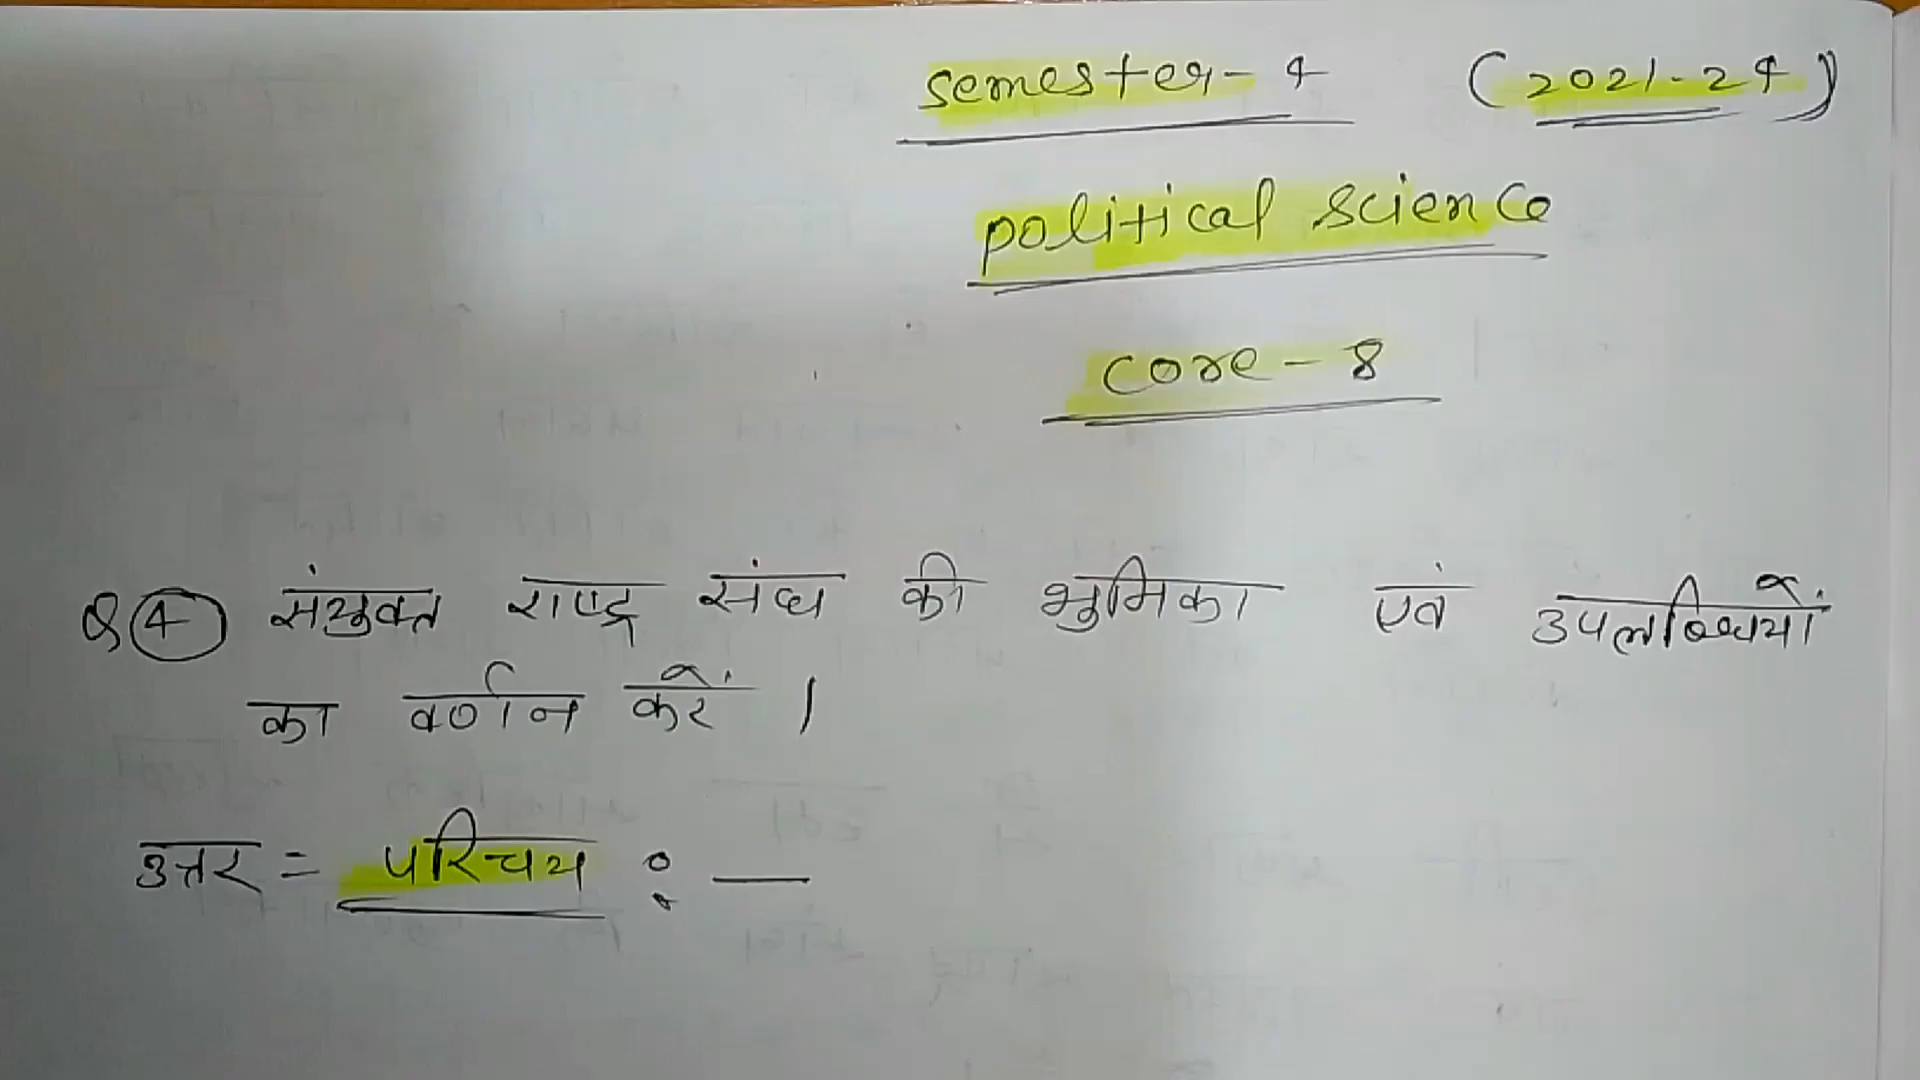 semester-4 (2021-24)
political science
core-8
Q④ संयुक्त राष्ट्र संघ की भूमिका एवं उपलब्धियों
का वर्णन करें ।
उत्तर = परिचय :—